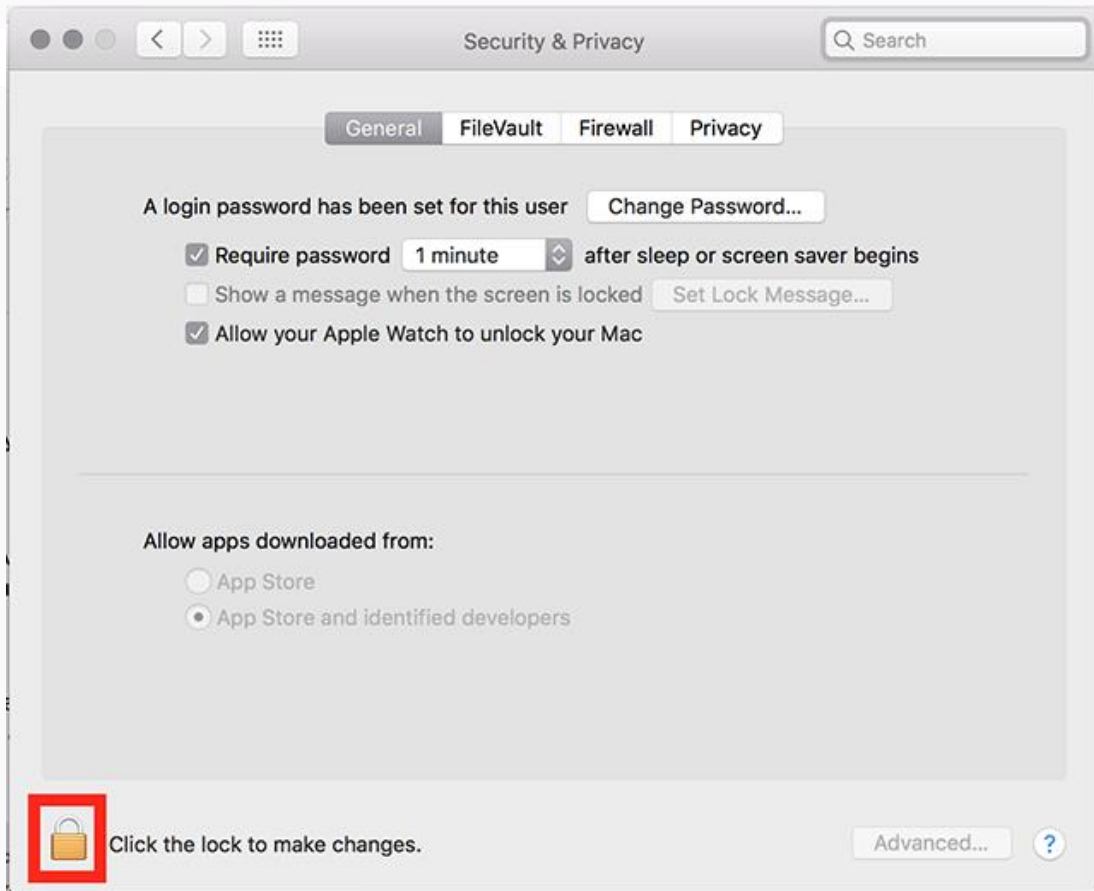 Security & Privacy
Search
General FileVault Firewall Privacy
A login password has been set for this user Change Password...
Require password 1 minute after sleep or screen saver begins
Show a message when the screen is locked Set Lock Message...
Allow your Apple Watch to unlock your Mac
Allow apps downloaded from:
App Store
App Store and identified developers
Click the lock to make changes.
Advanced... ?